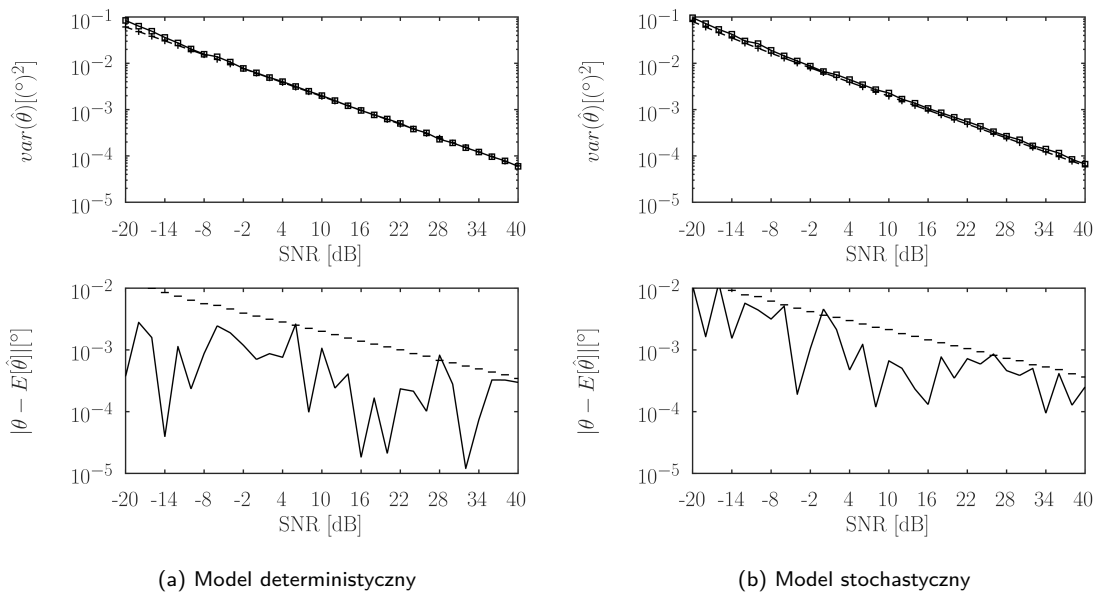 10⁻¹
10⁻²
10⁻³
10⁻⁴
10⁻⁵
var(θ̂)[(°)²]
-20 -14 -8 -2 4 10 16 22 28 34 40
SNR [dB]
10⁻²
10⁻³
10⁻⁴
10⁻⁵
|θ − E[θ̂]|[°]
-20 -14 -8 -2 4 10 16 22 28 34 40
SNR [dB]
(a) Model deterministyczny
10⁻¹
10⁻²
10⁻³
10⁻⁴
10⁻⁵
var(θ̂)[(°)²]
-20 -14 -8 -2 4 10 16 22 28 34 40
SNR [dB]
10⁻²
10⁻³
10⁻⁴
10⁻⁵
|θ − E[θ̂]|[°]
-20 -14 -8 -2 4 10 16 22 28 34 40
SNR [dB]
(b) Model stochastyczny